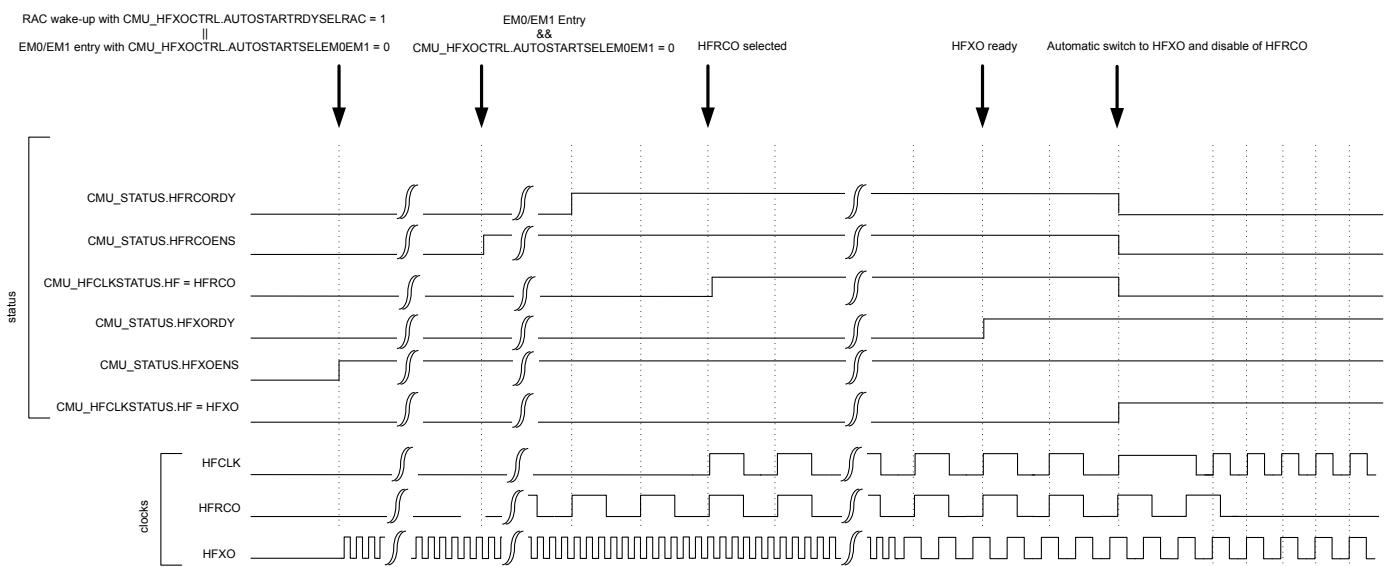 RAC wake-up with CMU_HFXOCTRL.AUTOSTARTRDYSELRAC = 1
||
EM0/EM1 entry with CMU_HFXOCTRL.AUTOSTARTSELEM0EM1 = 0
EM0/EM1 Entry
&&
CMU_HFXOCTRL.AUTOSTARTSELEM0EM1 = 0
HFRCO selected
HFXO ready
Automatic switch to HFXO and disable of HFRCO
status
CMU_STATUS.HFRCORDY
CMU_STATUS.HFRCOENS
CMU_HFCLKSTATUS.HF = HFRCO
CMU_STATUS.HFXORDY
CMU_STATUS.HFXOENS
CMU_HFCLKSTATUS.HF = HFXO
clocks
HFCLK
HFRCO
HFXO